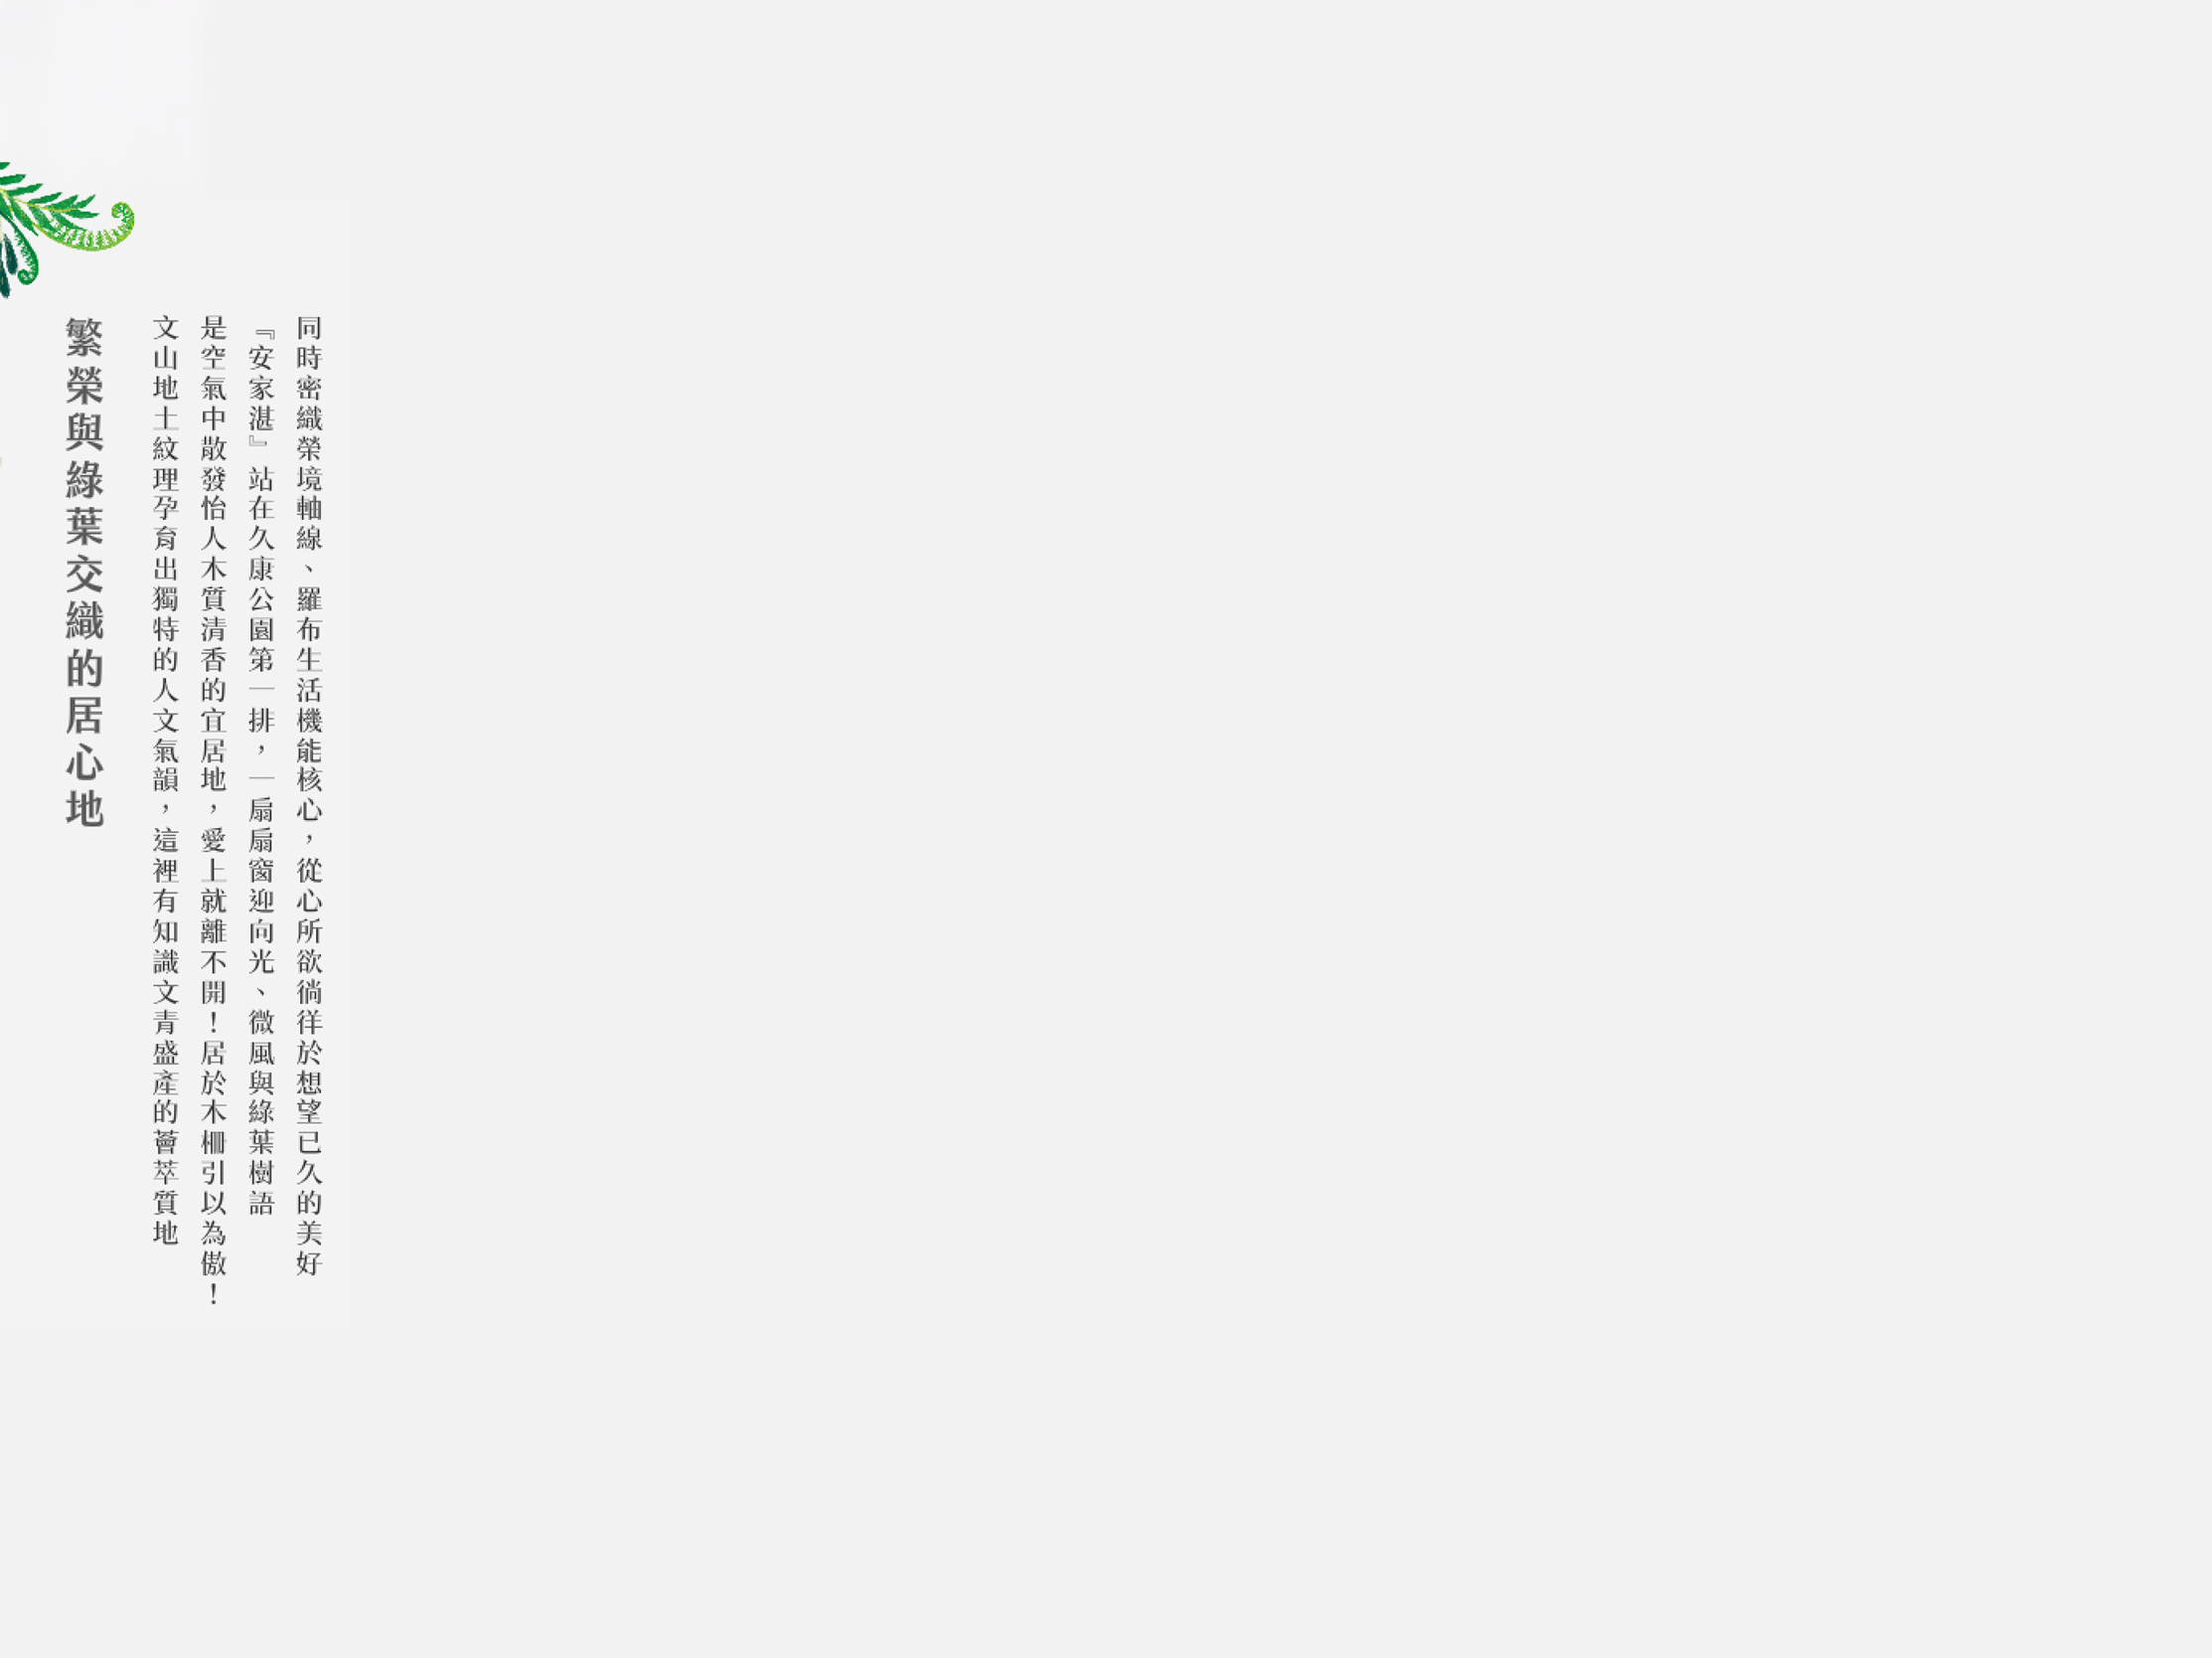 繁榮與綠葉交織的居心地
文山地土紋理孕育出獨特的人文氣韻，這裡有知識文青盛產的薈萃質地
是空氣中散發怡人木質清香的宜居地，愛上就離不開！居於木柵引以為傲！
『安家湛』站在久康公園第一排，一扇扇窗迎向光、微風與綠葉樹語
同時密織榮境軸線、羅布生活機能核心，從心所欲徜徉於想望已久的美好